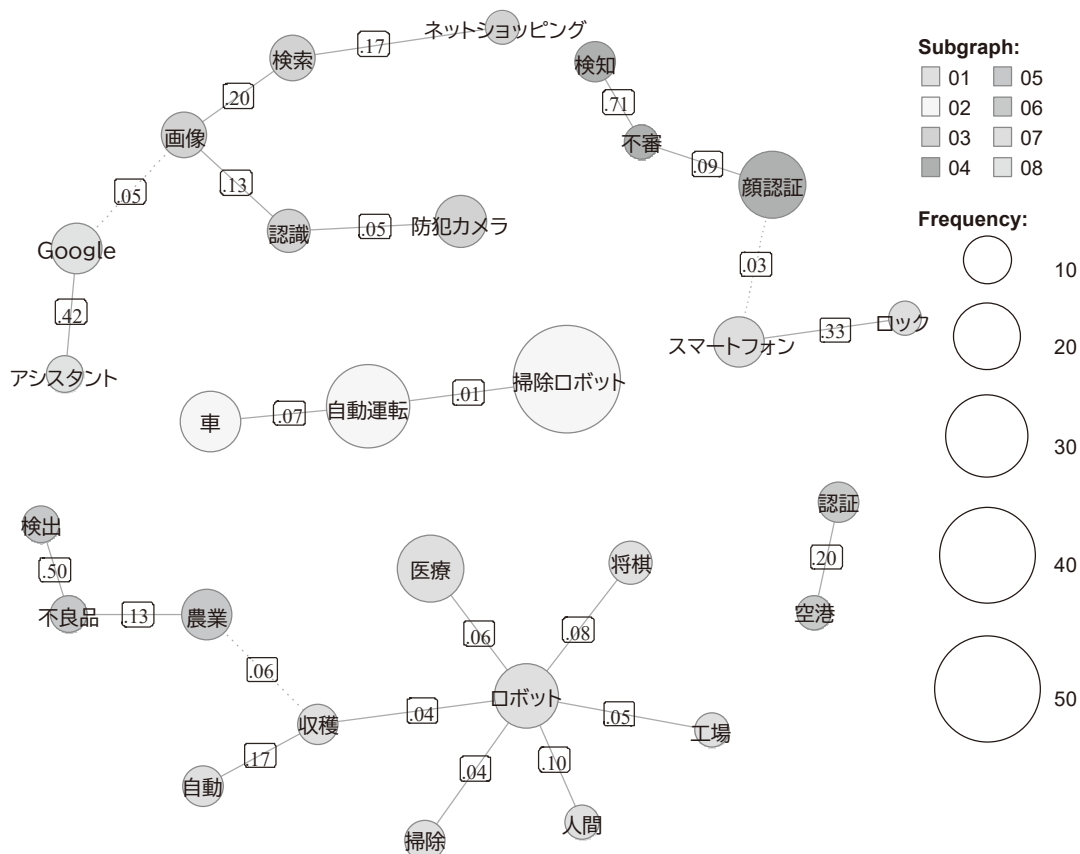 ネットショッピング
検索
.17
検知
.20
.71
画像
不審
.09
顔認証
.05
.13
認識
.05
防犯カメラ
Google
.03
.42
スマートフォン
.33
ロック
アシスタント
車
.07
自動運転
.01
掃除ロボット
検出
.50
不良品
.13
農業
.06
収穫
.17
自動
.04
医療
.06
将棋
.08
ロボット
.05
工場
.04
掃除
.10
人間
認証
.20
空港
Subgraph:
01 05
02 06
03 07
04 08
Frequency:
10
20
30
40
50